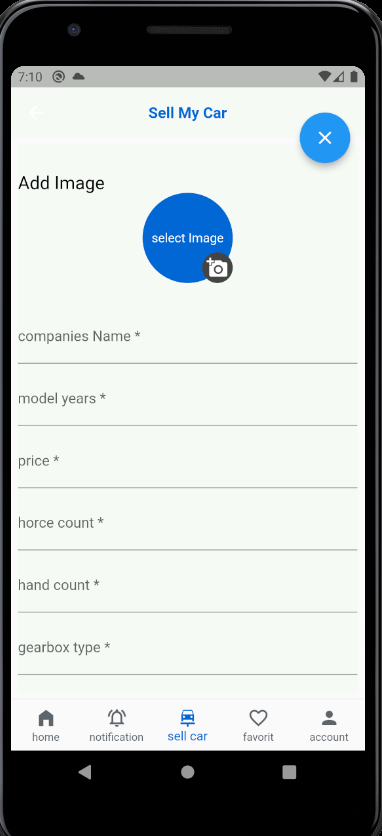 7:10
Sell My Car
Add Image
select Image
companies Name *
model years *
price *
horce count *
hand count *
gearbox type *
home notification sell car favorit account